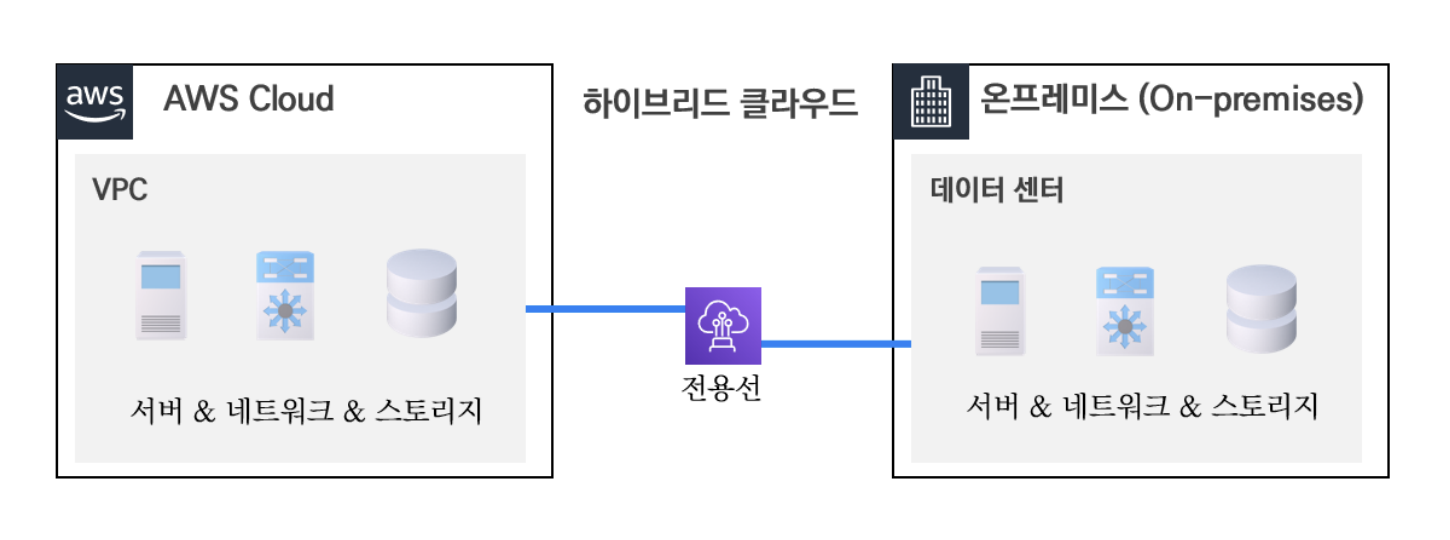 aws
AWS Cloud
하이브리드 클라우드
온프레미스 (On-premises)
VPC
데이터 센터
전용선
서버 & 네트워크 & 스토리지
서버 & 네트워크 & 스토리지